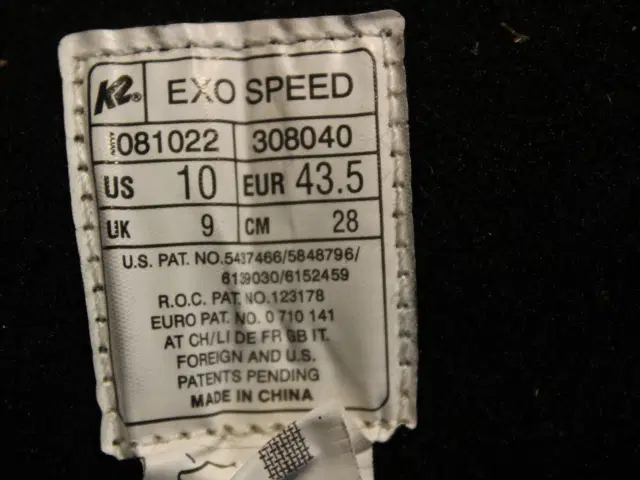 K2® EXO SPEED
081022 308040
US 10 EUR 43.5
UK 9 CM 28
U.S. PAT. NO.5437466/5848796/
6139030/6152459
R.O.C. PAT. NO.123178
EURO PAT. NO. 0 710 141
AT CH/LI DE FR GB IT.
FOREIGN AND U.S.
PATENTS PENDING
MADE IN CHINA